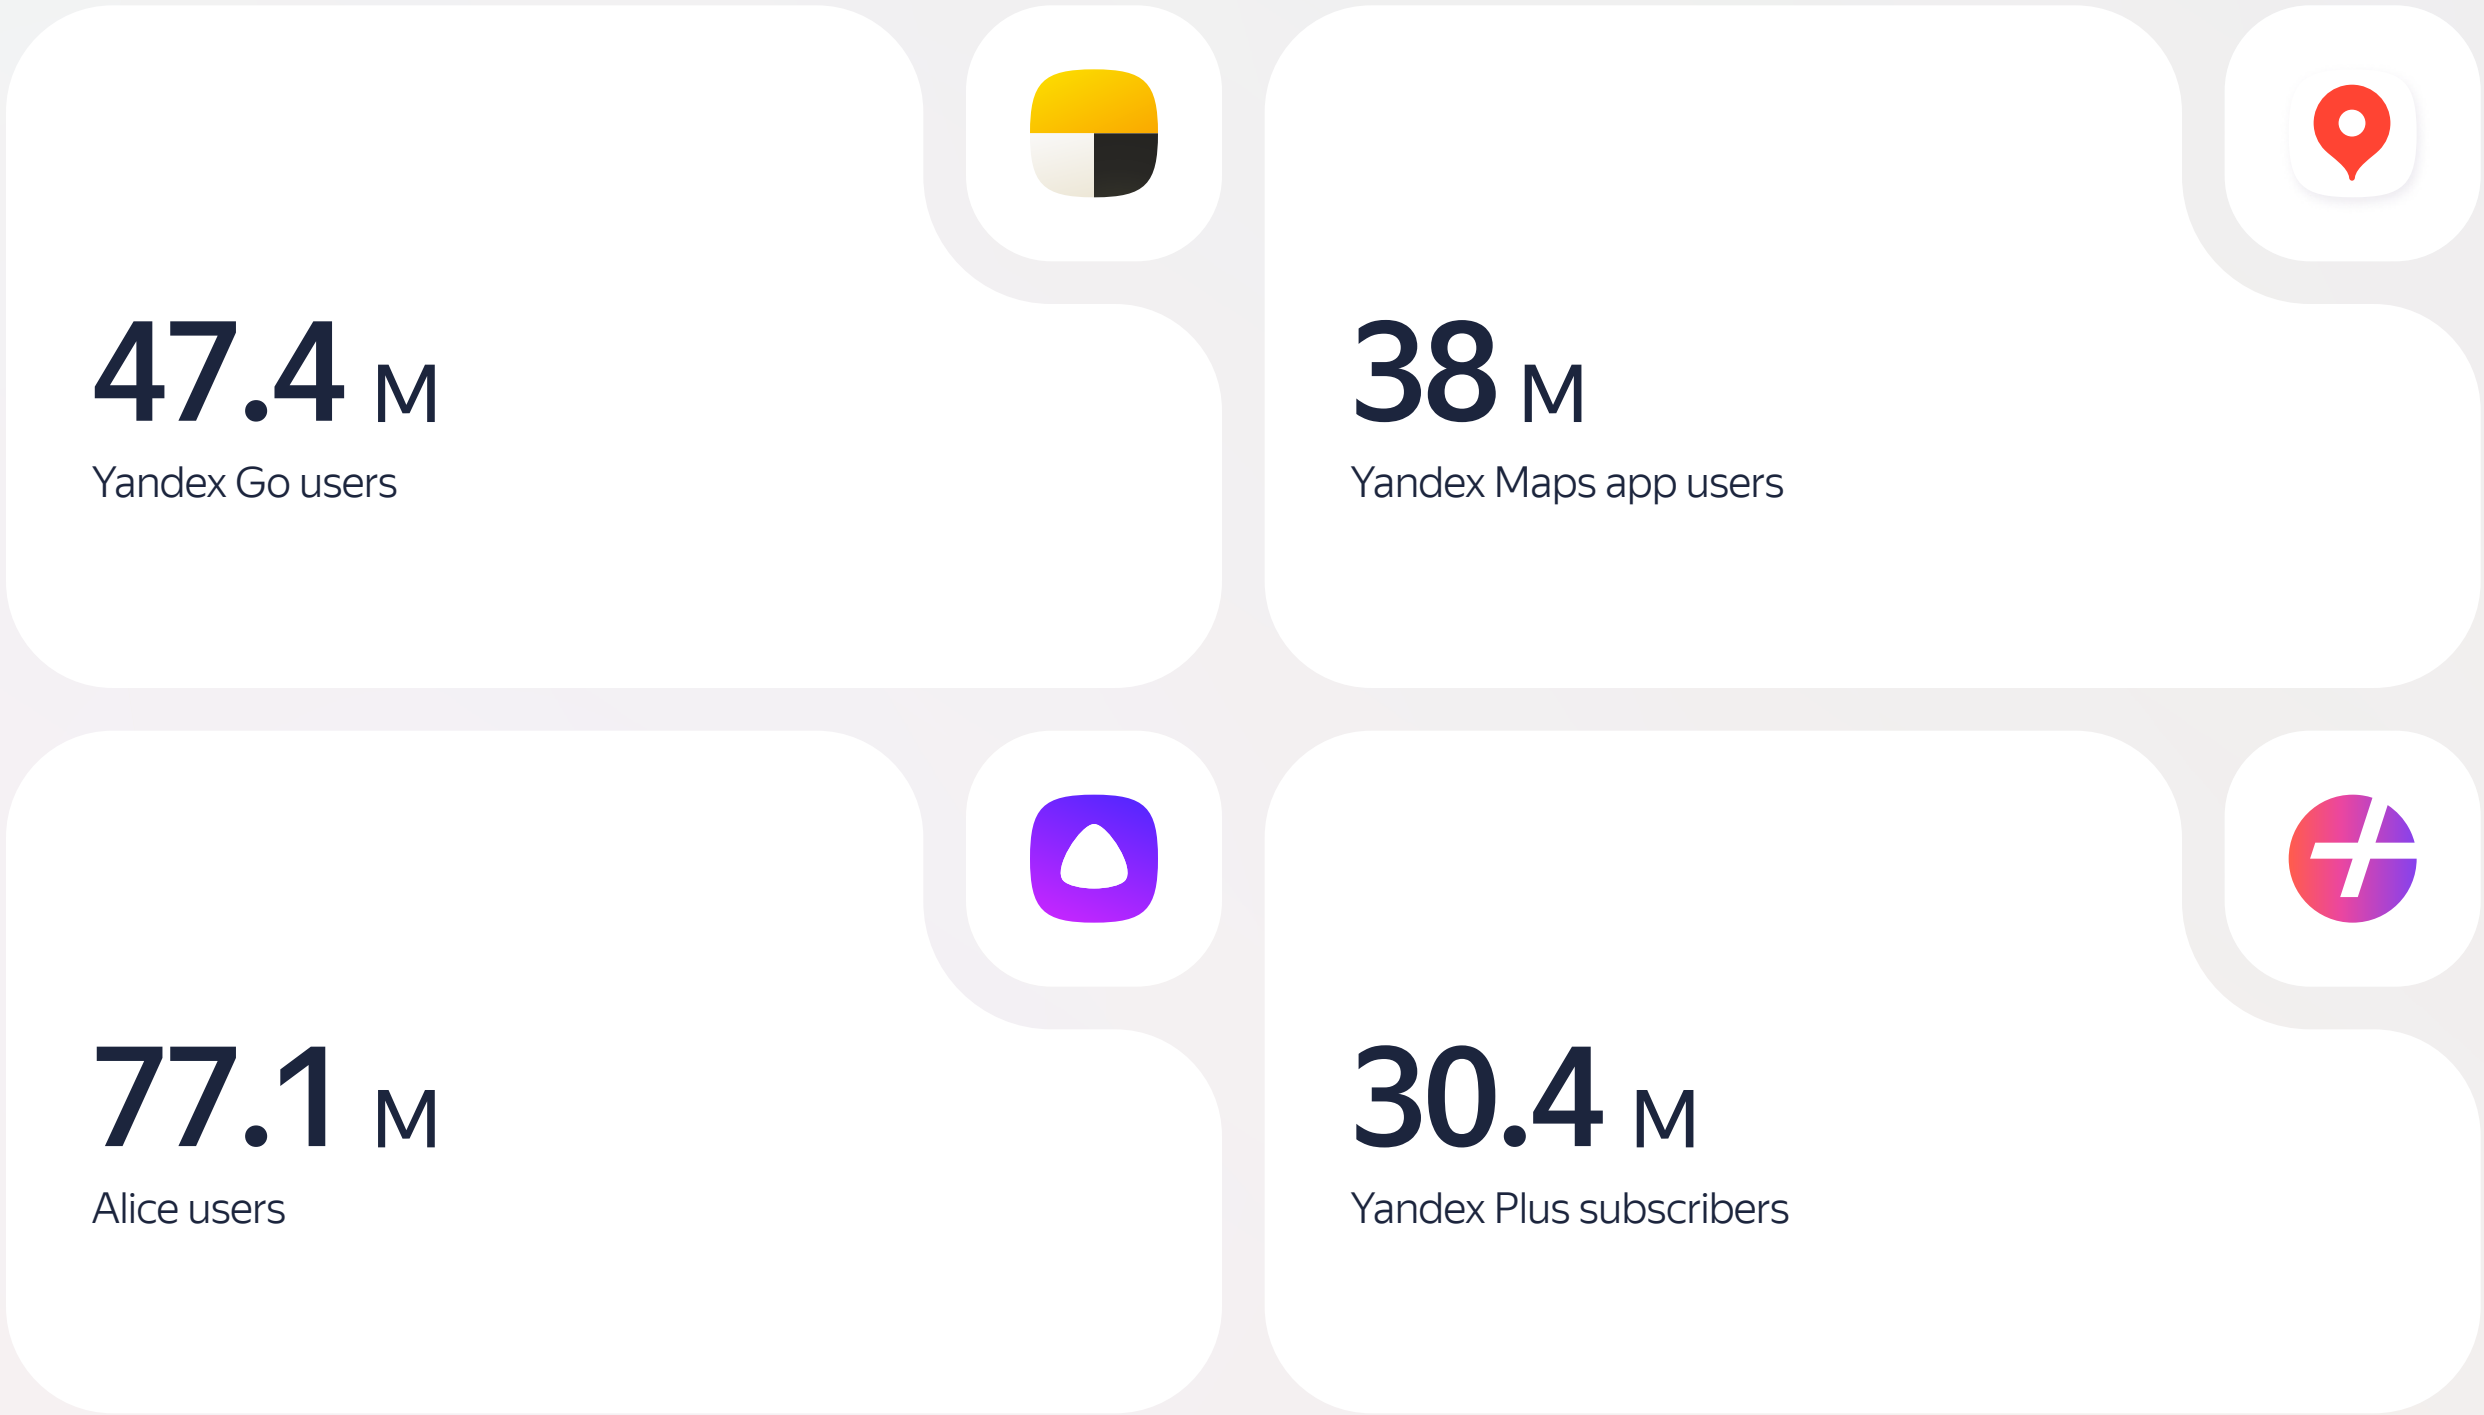 47.4 M
Yandex Go users
38 M
Yandex Maps app users
77.1 M
Alice users
30.4 M
Yandex Plus subscribers